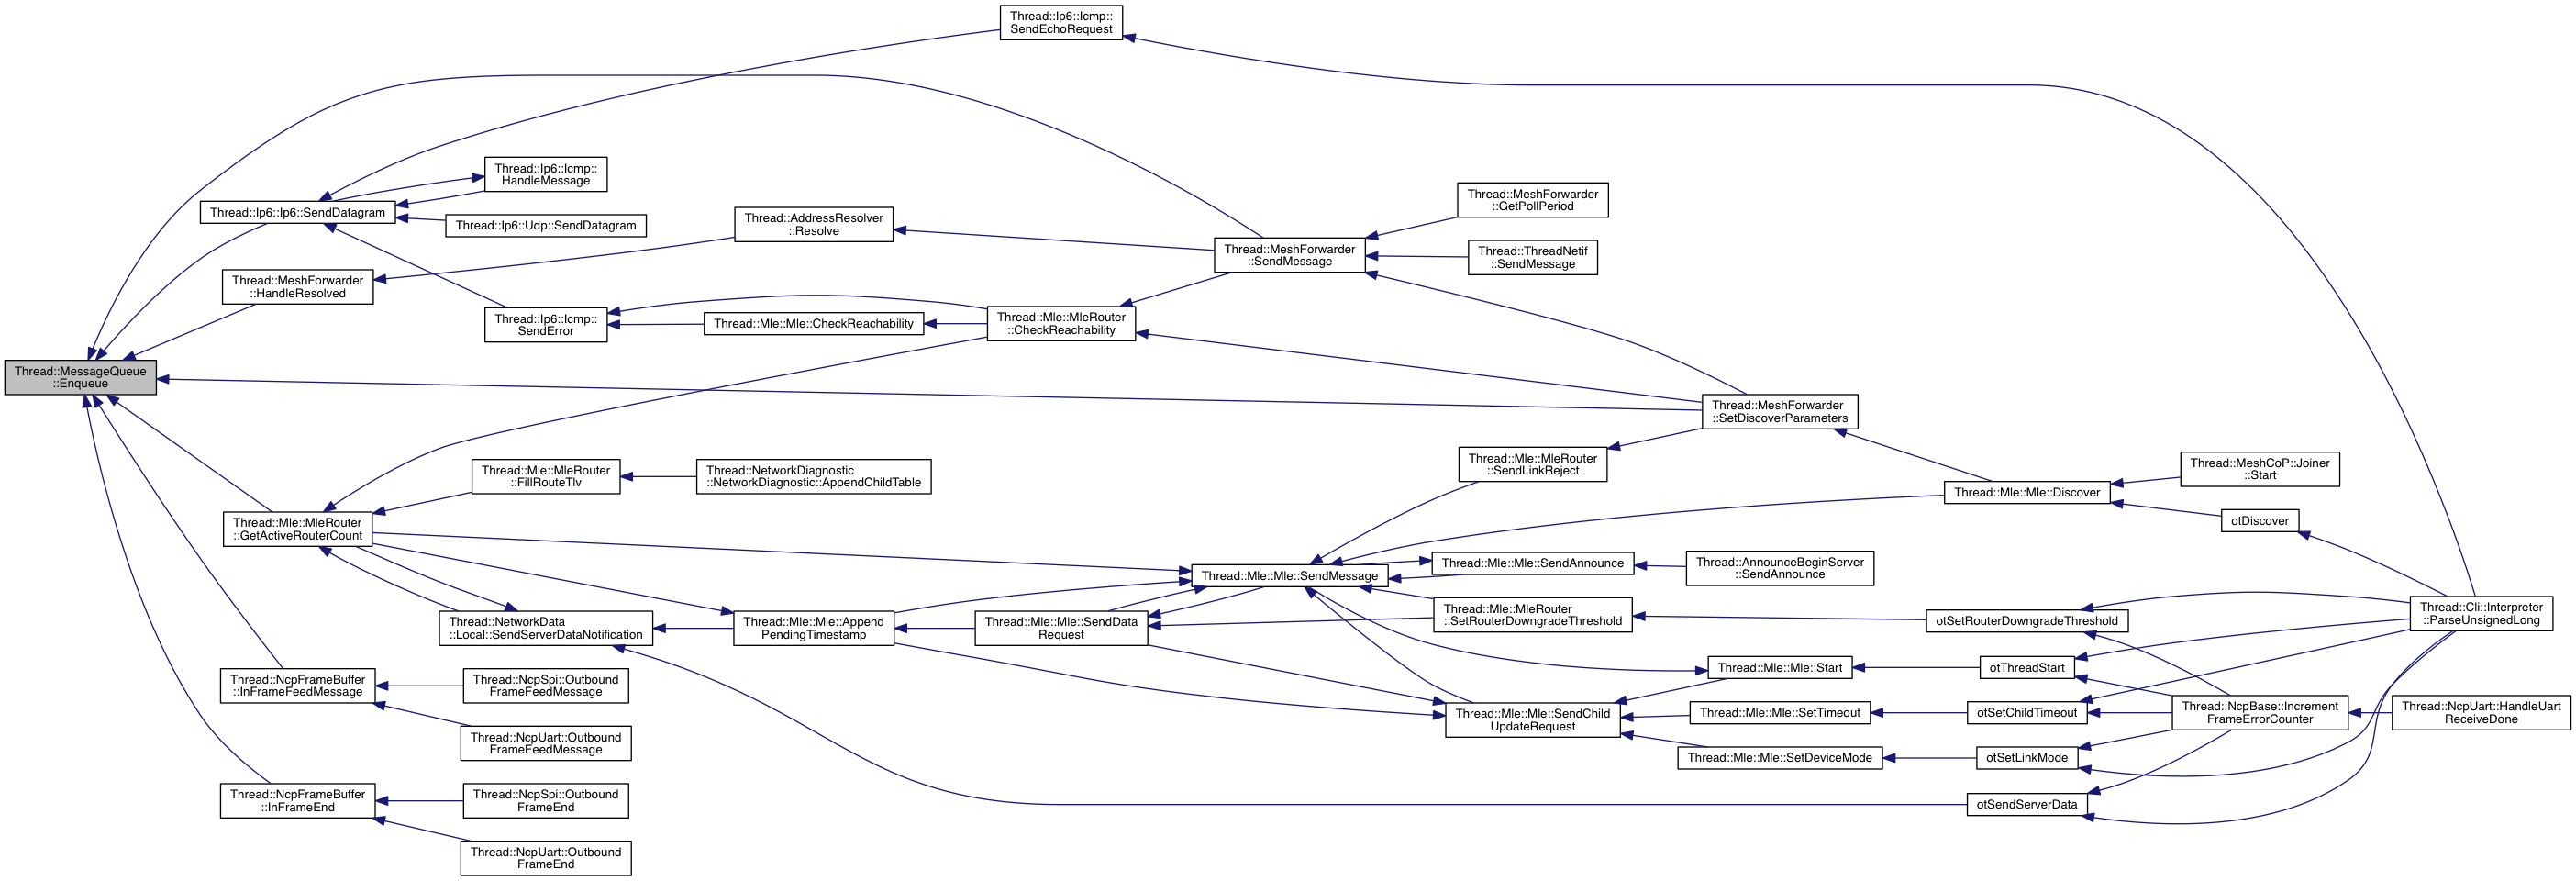 Thread::Ip6::Icmp::
SendEchoRequest
Thread::Ip6::Icmp::
HandleMessage
Thread::Ip6::Ip6::SendDatagram
Thread::Ip6::Udp::SendDatagram
Thread::AddressResolver
::Resolve
Thread::MeshForwarder
::GetPollPeriod
Thread::MeshForwarder
::SendMessage
Thread::ThreadNetif
::SendMessage
Thread::MeshForwarder
::HandleResolved
Thread::Ip6::Icmp::
SendError
Thread::Mle::Mle::CheckReachability
Thread::Mle::MleRouter
::CheckReachability
Thread::MessageQueue
::Enqueue
Thread::MeshForwarder
::SetDiscoverParameters
Thread::Mle::MleRouter
::SendLinkReject
Thread::MeshCoP::Joiner
::Start
Thread::Mle::MleRouter
::FillRouteTlv
Thread::NetworkDiagnostic
::NetworkDiagnostic::AppendChildTable
Thread::Mle::Mle::Discover
otDiscover
Thread::Mle::MleRouter
::GetActiveRouterCount
Thread::Mle::Mle::SendMessage
Thread::Mle::Mle::SendAnnounce
Thread::AnnounceBeginServer
::SendAnnounce
Thread::NetworkData
::Local::SendServerDataNotification
Thread::Mle::Mle::Append
PendingTimestamp
Thread::Mle::Mle::SendData
Request
Thread::Mle::MleRouter
::SetRouterDowngradeThreshold
otSetRouterDowngradeThreshold
Thread::Cli::Interpreter
::ParseUnsignedLong
Thread::Mle::Mle::Start
otThreadStart
Thread::NcpFrameBuffer
::InFrameFeedMessage
Thread::NcpSpi::Outbound
FrameFeedMessage
Thread::Mle::Mle::SendChild
UpdateRequest
Thread::Mle::Mle::SetTimeout
otSetChildTimeout
Thread::NcpBase::Increment
FrameErrorCounter
Thread::NcpUart::HandleUart
ReceiveDone
Thread::NcpUart::Outbound
FrameFeedMessage
Thread::Mle::Mle::SetDeviceMode
otSetLinkMode
Thread::NcpFrameBuffer
::InFrameEnd
Thread::NcpSpi::Outbound
FrameEnd
otSendServerData
Thread::NcpUart::Outbound
FrameEnd